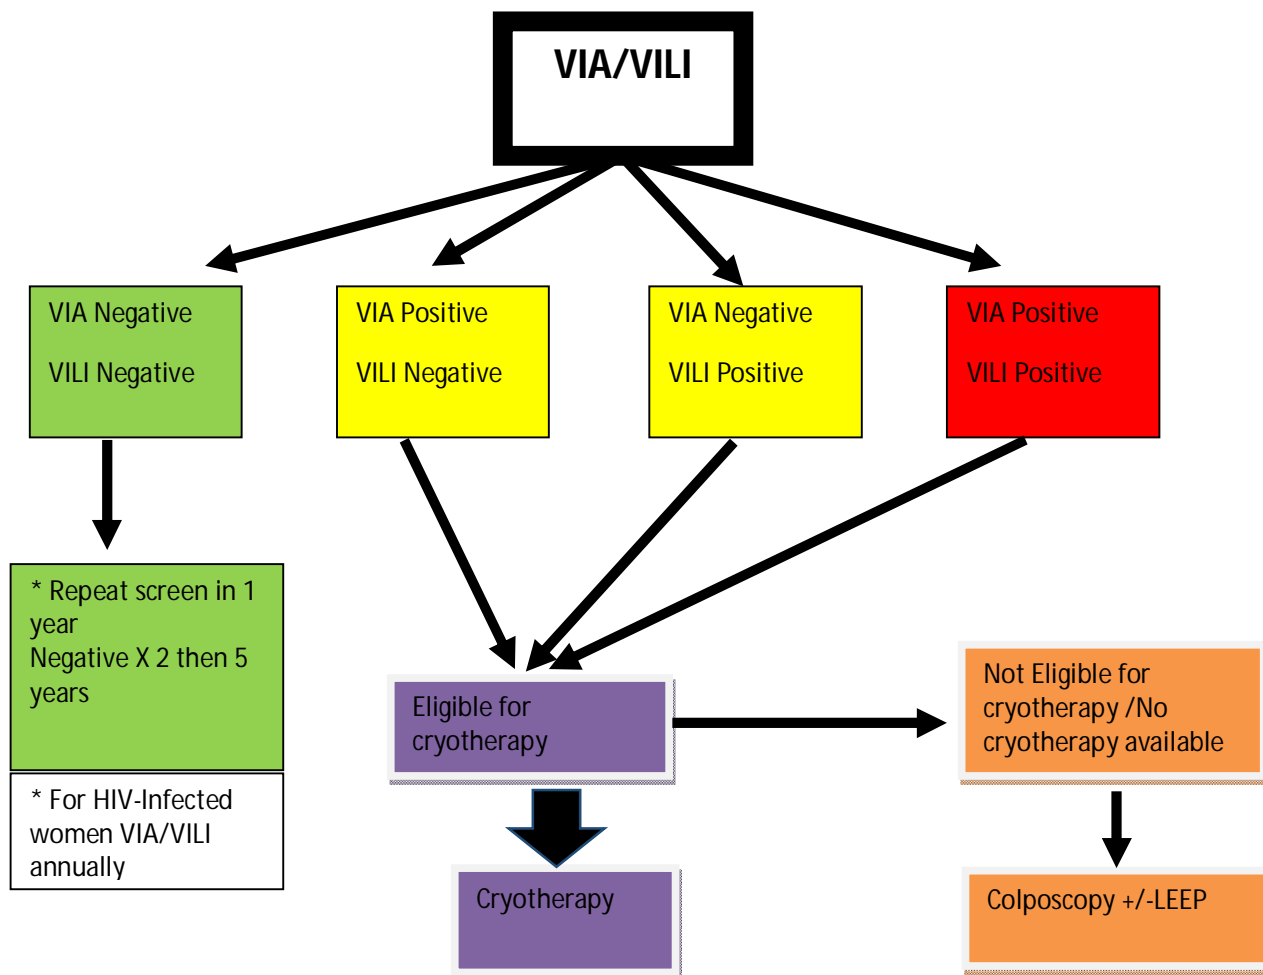 VIA/VILI
VIA Negative
VILI Negative
VIA Positive
VILI Negative
VIA Negative
VILI Positive
VIA Positive
VILI Positive
* Repeat screen in 1
year
Negative X 2 then 5
years
* For HIV-Infected
women VIA/VILI
annually
Eligible for
cryotherapy
Not Eligible for
cryotherapy /No
cryotherapy available
Cryotherapy
Colposcopy +/-LEEP